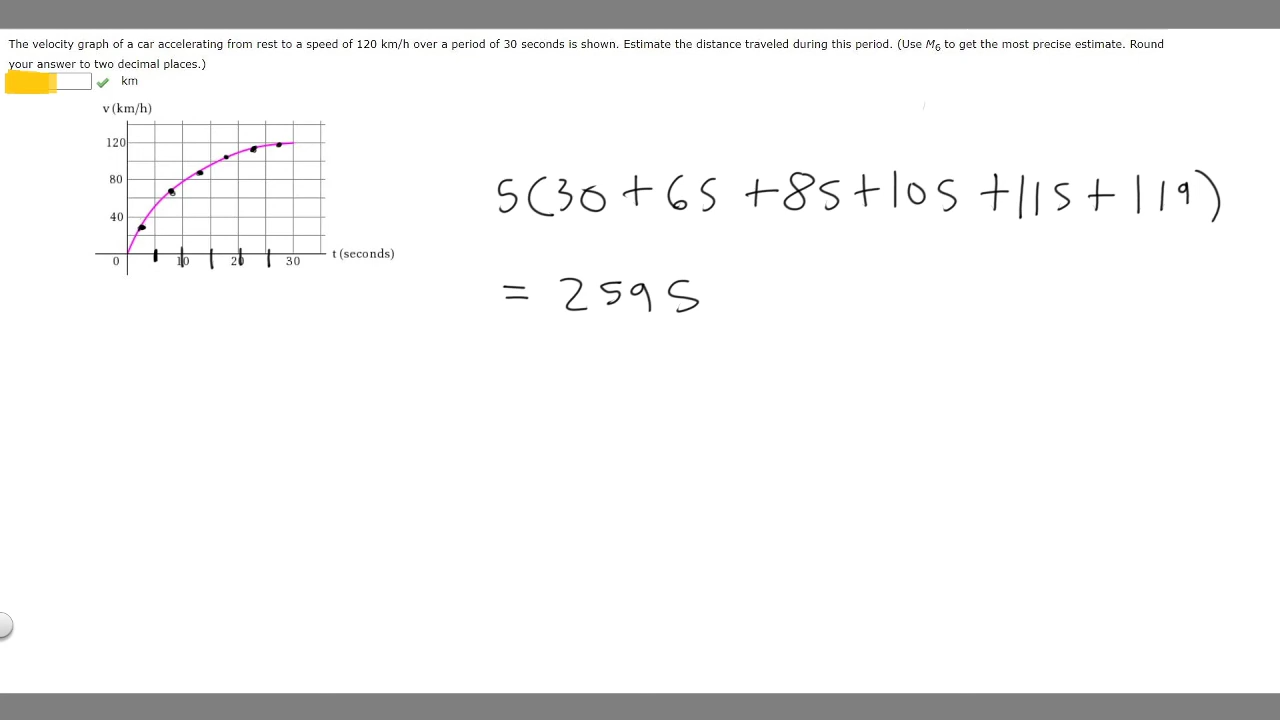 The velocity graph of a car accelerating from rest to a speed of 120 km/h over a period of 30 seconds is shown. Estimate the distance traveled during this period. (Use M6 to get the most precise estimate. Round
your answer to two decimal places.)
km
v (km/h)
120
80
40
0 10 20 30 t (seconds)
5(30+65+85+105+115+119)
= 2595